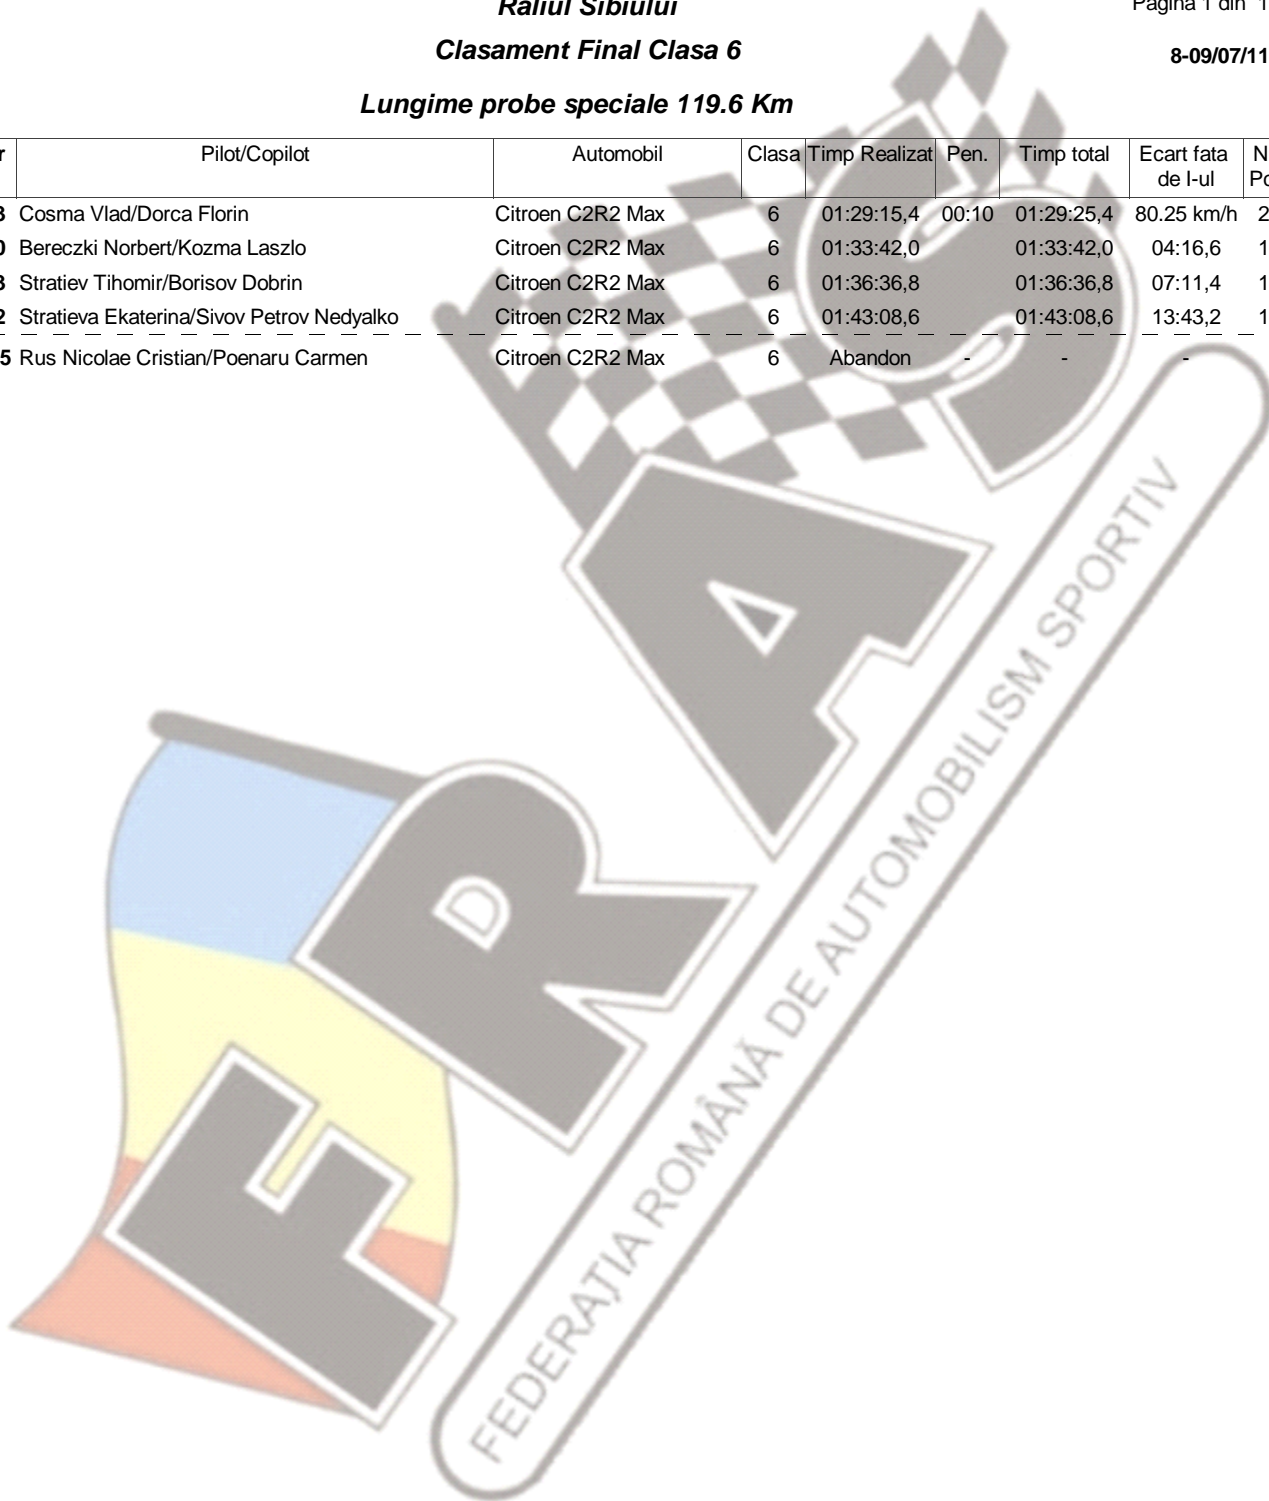 Raliul Sibiului
Pagina 1 din 1
Clasament Final Clasa 6
8-09/07/11
Lungime probe speciale 119.6 Km
Pilot/Copilot Automobil Clasa Timp Realizat Pen. Timp total Ecart fata de I-ul
Cosma Vlad/Dorca Florin Citroen C2R2 Max 6 01:29:15,4 00:10 01:29:25,4 80.25 km/h
Bereczki Norbert/Kozma Laszlo Citroen C2R2 Max 6 01:33:42,0 01:33:42,0 04:16,6
Stratiev Tihomir/Borisov Dobrin Citroen C2R2 Max 6 01:36:36,8 01:36:36,8 07:11,4
Stratieva Ekaterina/Sivov Petrov Nedyalko Citroen C2R2 Max 6 01:43:08,6 01:43:08,6 13:43,2
5 Rus Nicolae Cristian/Poenaru Carmen Citroen C2R2 Max 6 Abandon - - -
FRAS
FEDERAȚIA ROMÂNĂ DE AUTOMOBILISM SPORTIV